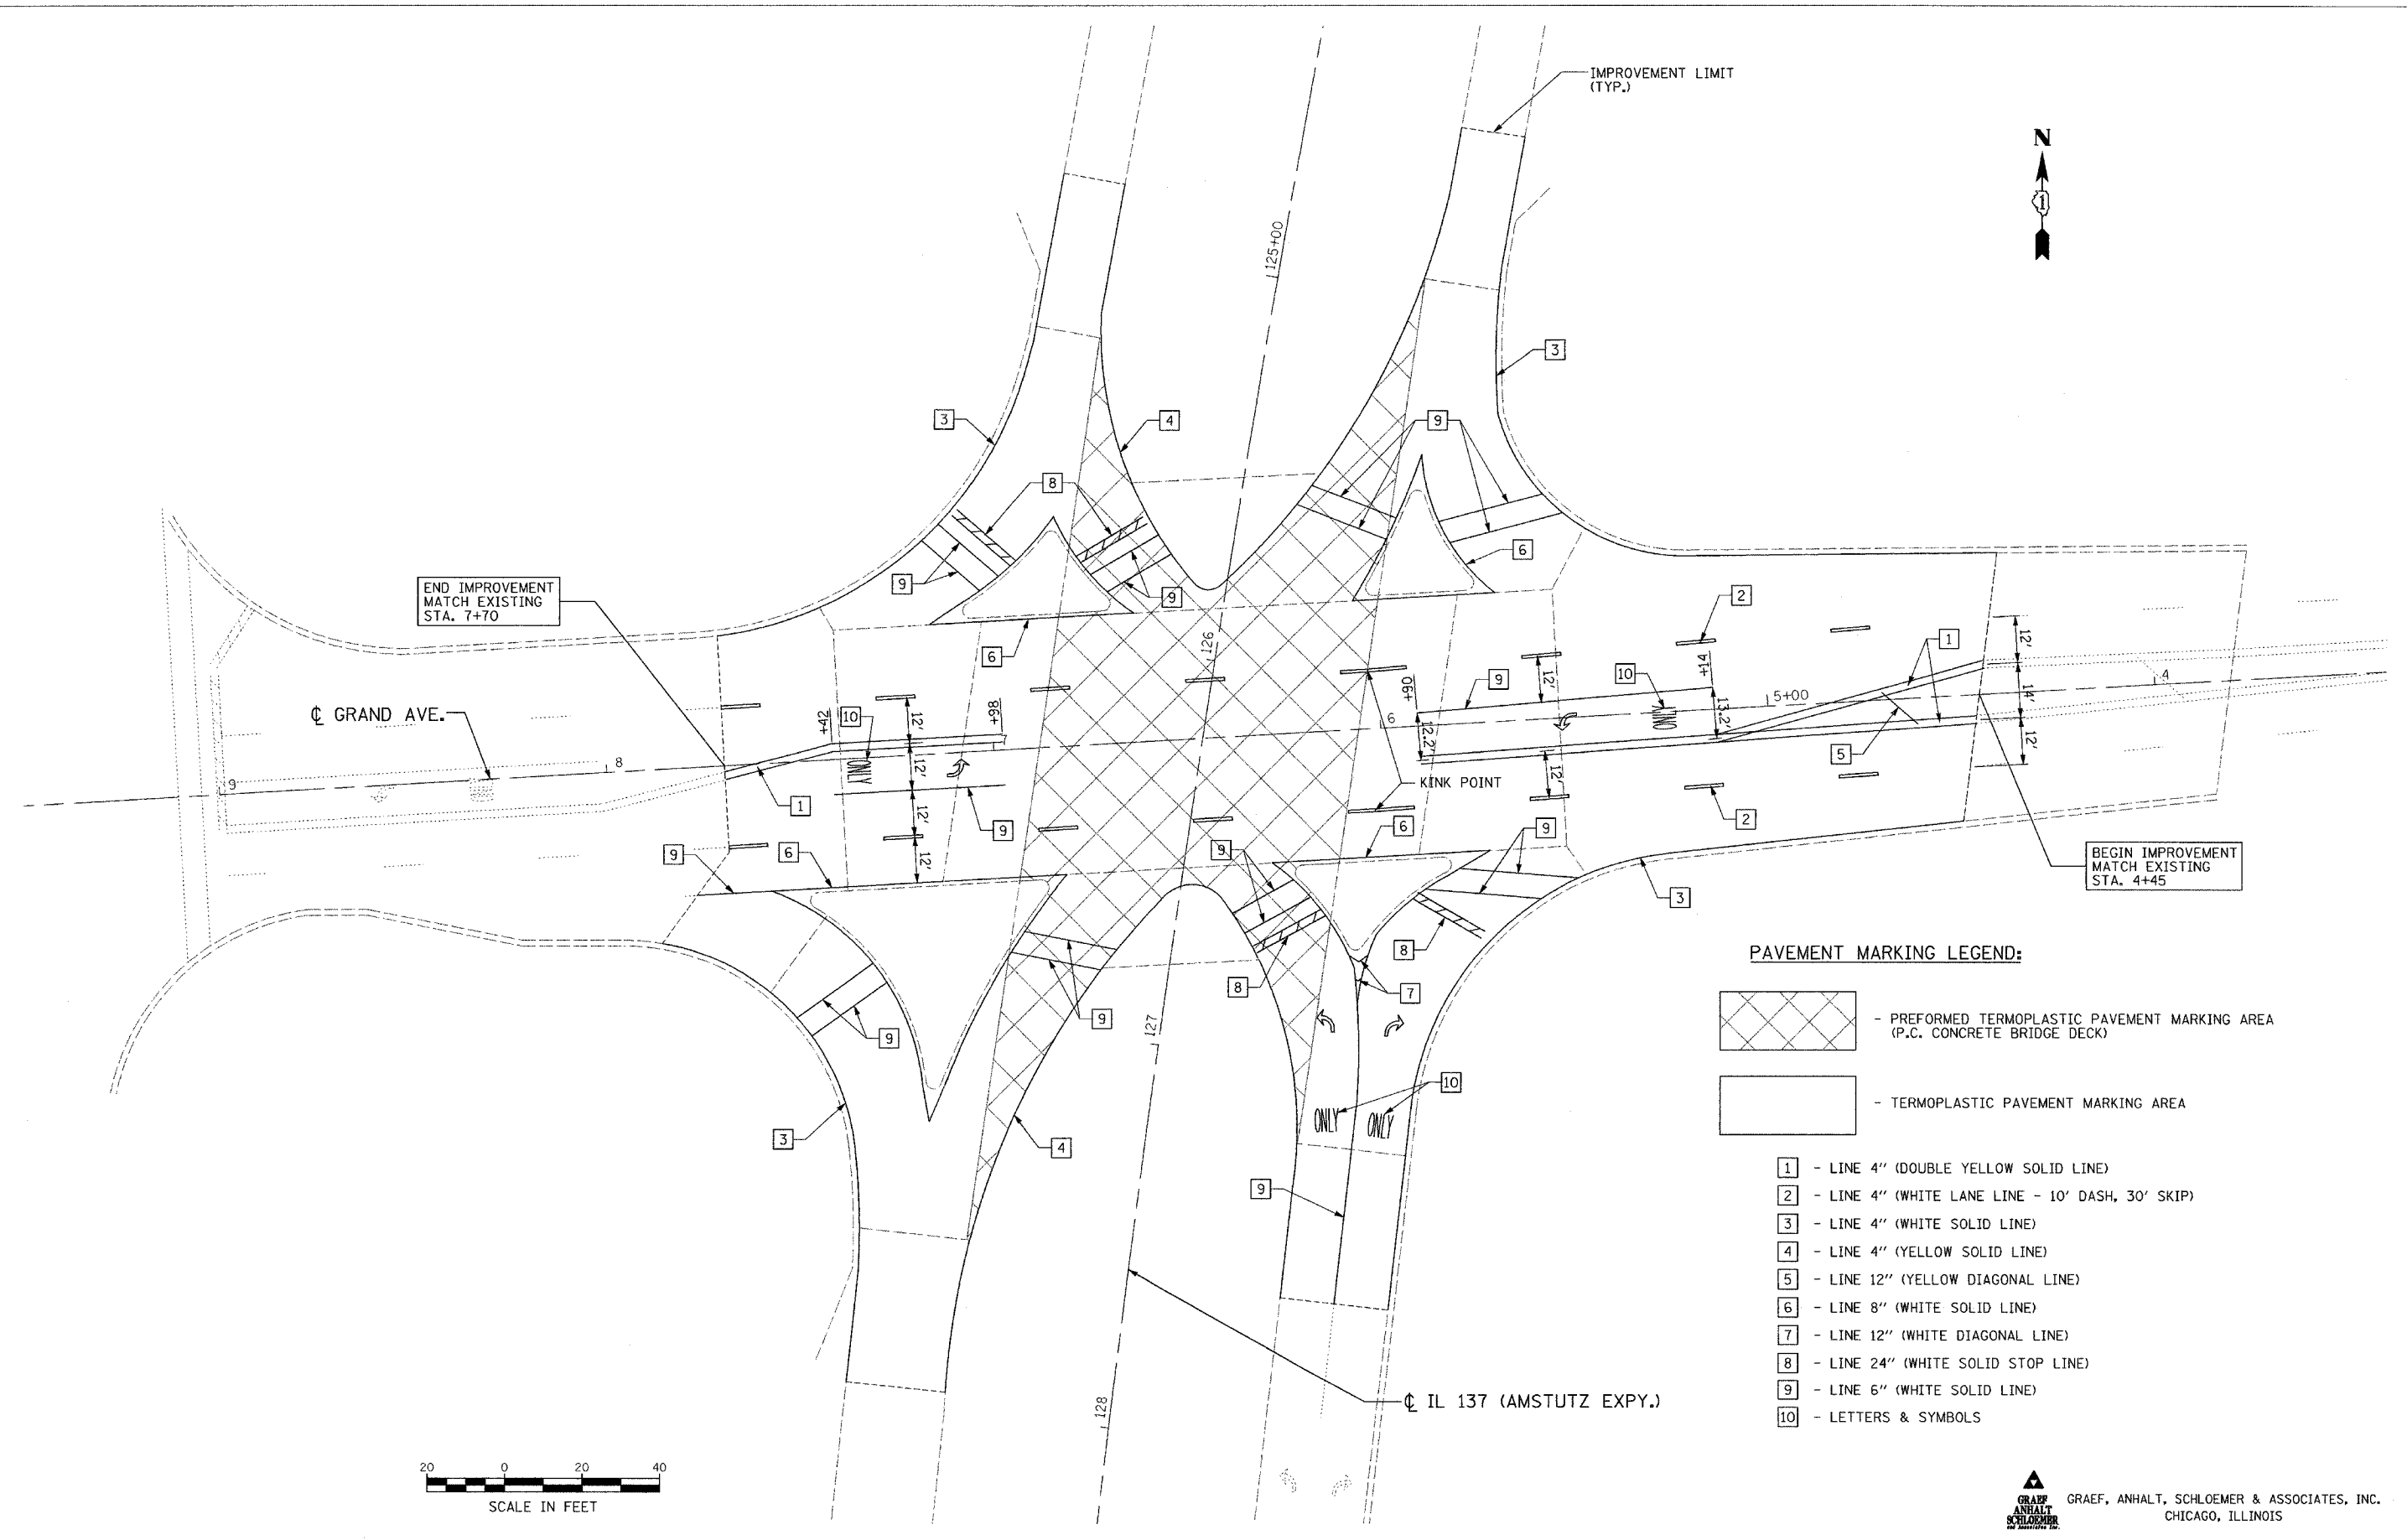 IMPROVEMENT LIMIT
(TYP.)
N
1
125+00
3
3
4
9
8
6
9
9
END IMPROVEMENT
MATCH EXISTING
STA. 7+70
2
126
6
1
+14
12'
9
10
12'
+90
℄ GRAND AVE.
10
+42
12'
+98
6
5+00
4
14'
13.2'
ONLY
12.2'
8
9
ONLY
12'
12'
12'
5
KINK POINT
1
12'
9
2
6
9
9
6
9
12'
BEGIN IMPROVEMENT
MATCH EXISTING
STA. 4+45
3
8
8
7
9
9
127
10
ONLY
ONLY
3
4
9
128
℄ IL 137 (AMSTUTZ EXPY.)
PAVEMENT MARKING LEGEND:
- PREFORMED TERMOPLASTIC PAVEMENT MARKING AREA
(P.C. CONCRETE BRIDGE DECK)
- TERMOPLASTIC PAVEMENT MARKING AREA
1 - LINE 4" (DOUBLE YELLOW SOLID LINE)
2 - LINE 4" (WHITE LANE LINE - 10' DASH, 30' SKIP)
3 - LINE 4" (WHITE SOLID LINE)
4 - LINE 4" (YELLOW SOLID LINE)
5 - LINE 12" (YELLOW DIAGONAL LINE)
6 - LINE 8" (WHITE SOLID LINE)
7 - LINE 12" (WHITE DIAGONAL LINE)
8 - LINE 24" (WHITE SOLID STOP LINE)
9 - LINE 6" (WHITE SOLID LINE)
10 - LETTERS & SYMBOLS
20 0 20 40
SCALE IN FEET
GRAEF
ANHALT
SCHLOEMER
and Associates Inc.
GRAEF, ANHALT, SCHLOEMER & ASSOCIATES, INC.
CHICAGO, ILLINOIS